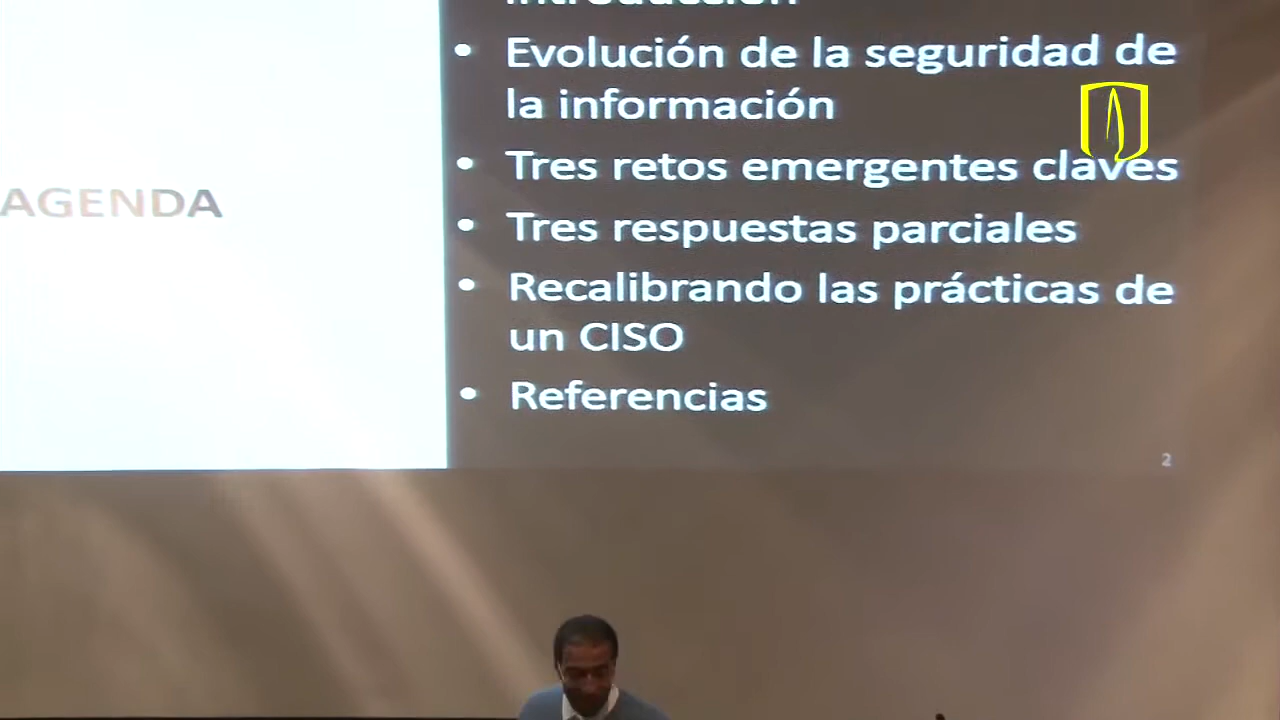 Introducción
• Evolución de la seguridad de
la información
• Tres retos emergentes claves
AGENDA
• Tres respuestas parciales
• Recalibrando las prácticas de
un CISO
• Referencias
2